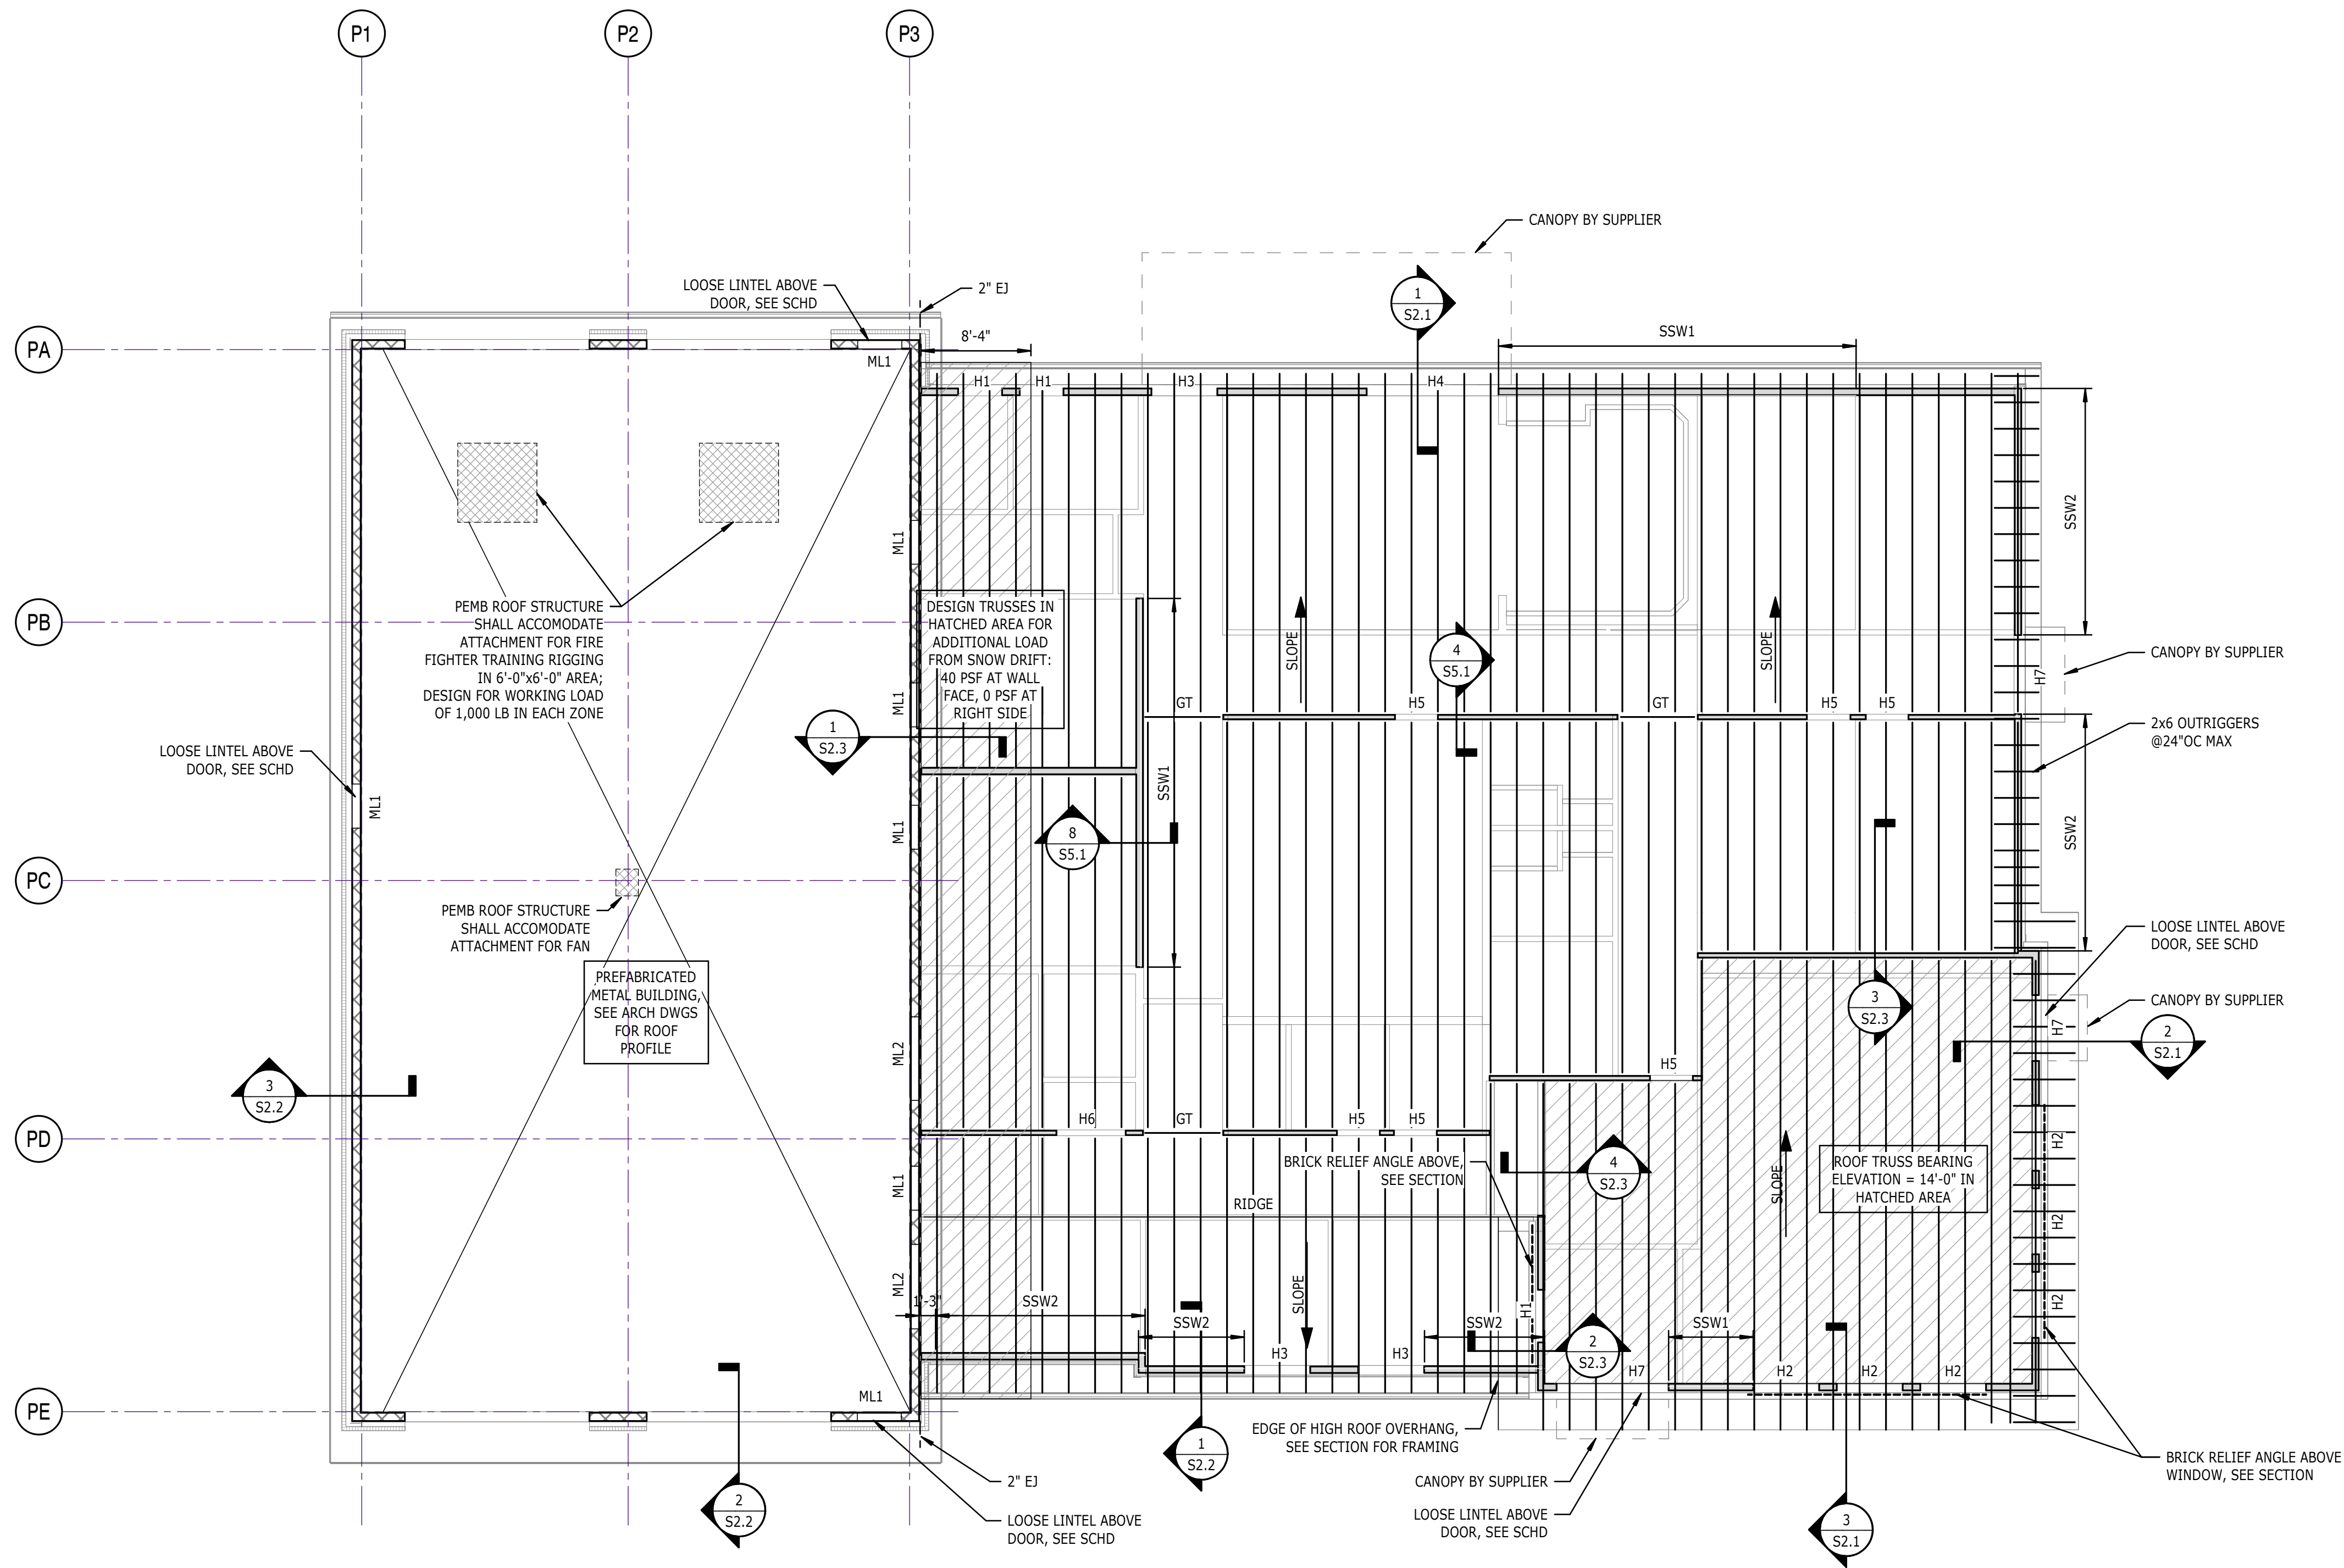 P1
P2
P3
CANOPY BY SUPPLIER
LOOSE LINTEL ABOVE
DOOR, SEE SCHD
2" EJ
1
S2.1
PA
8'-4"
SSW1
ML1
H1
H1
H3
H4
SSW2
ML1
PB
PEMB ROOF STRUCTURE
SHALL ACCOMODATE
ATTACHMENT FOR FIRE
FIGHTER TRAINING RIGGING
IN 6'-0"x6'-0" AREA;
DESIGN FOR WORKING LOAD
OF 1,000 LB IN EACH ZONE
DESIGN TRUSSES IN
HATCHED AREA FOR
ADDITIONAL LOAD
FROM SNOW DRIFT:
40 PSF AT WALL
FACE, 0 PSF AT
RIGHT SIDE
SLOPE
4
S5.1
SLOPE
CANOPY BY SUPPLIER
H7
ML1
GT
H5
GT
H5
H5
2x6 OUTRIGGERS
@24"OC MAX
1
S2.3
LOOSE LINTEL ABOVE
DOOR, SEE SCHD
ML1
SSW1
ML1
8
S5.1
SSW2
PC
PEMB ROOF STRUCTURE
SHALL ACCOMODATE
ATTACHMENT FOR FAN
LOOSE LINTEL ABOVE
DOOR, SEE SCHD
PREFABRICATED
METAL BUILDING,
SEE ARCH DWGS
FOR ROOF
PROFILE
3
S2.3
CANOPY BY SUPPLIER
H7
2
S2.1
ML2
H5
3
S2.2
PD
H6
GT
H5
H5
H2
BRICK RELIEF ANGLE ABOVE,
SEE SECTION
4
S2.3
SLOPE
ROOF TRUSS BEARING
ELEVATION = 14'-0" IN
HATCHED AREA
ML1
RIDGE
H2
ML2
1'-3"
SSW2
SLOPE
H1
H2
SSW2
SSW2
SSW1
H3
H3
2
S2.3
H7
H2
H2
H2
ML1
PE
EDGE OF HIGH ROOF OVERHANG,
SEE SECTION FOR FRAMING
1
S2.2
BRICK RELIEF ANGLE ABOVE
WINDOW, SEE SECTION
2" EJ
CANOPY BY SUPPLIER
2
S2.2
LOOSE LINTEL ABOVE
DOOR, SEE SCHD
LOOSE LINTEL ABOVE
DOOR, SEE SCHD
3
S2.1